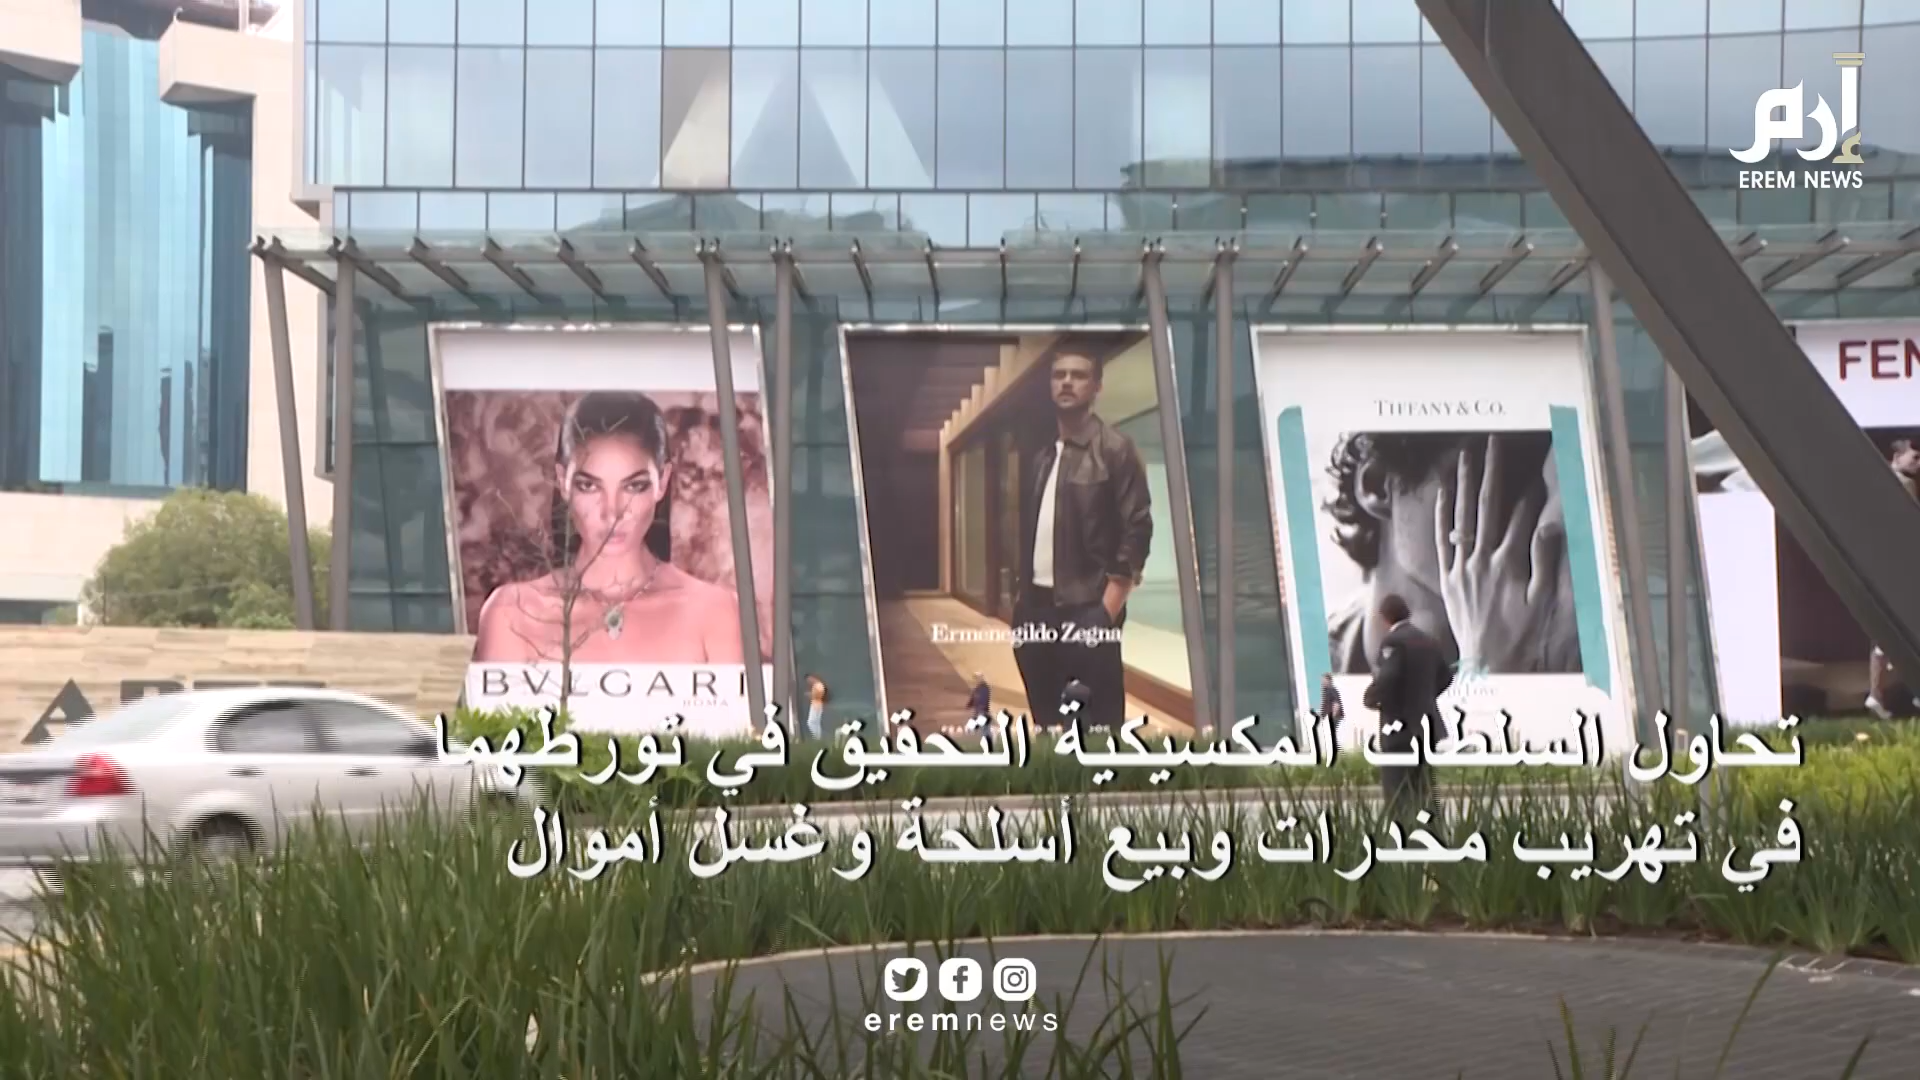 إرم
EREM NEWS
FEN
TIFFANY & CO.
Ermenegildo Zegna
BVLGARI
ROMA
تحاول السلطات المكسيكية التحقيق في تورطهما
في تهريب مخدرات وبيع أسلحة وغسل أموال
eremnews